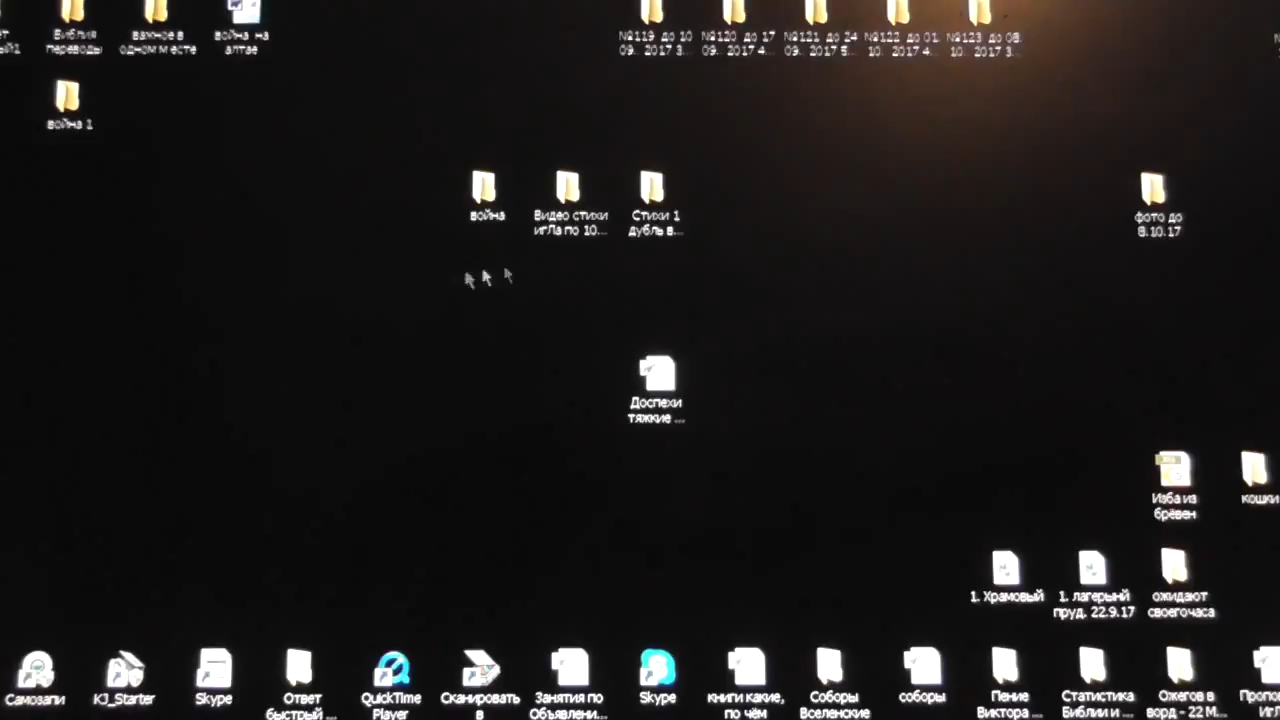 Библия
переводы
важное в
одном месте
война на
алтае
№119 до 10
09.. 2017 3...
№120 до 17
09.. 2017 4...
№121 до 24
09.. 2017 5...
№122 до 01
10.. 2017 4...
№123 до 08
10.. 2017 3...
война 1
война
Видео стихи
игЛа по 10...
Стихи 1
дубль в...
фото до
8.10.17
Доспехи
тяжкие ...
Изба из
брёвен
кошки
1. Храмовый
1. лагерынй
пруд. 22.9.17
ожидают
своегочаса
Самозапи
KJ_Starter
Skype
Ответ
быстрый ...
QuickTime
Player
Сканировать
в
Занятия по
Объявлени...
Skype
книги какие,
по чём
Соборы
Вселенские
соборы
Пение
Виктора ...
Статистика
Библии и ...
Ожегов в
ворд - 22 М...